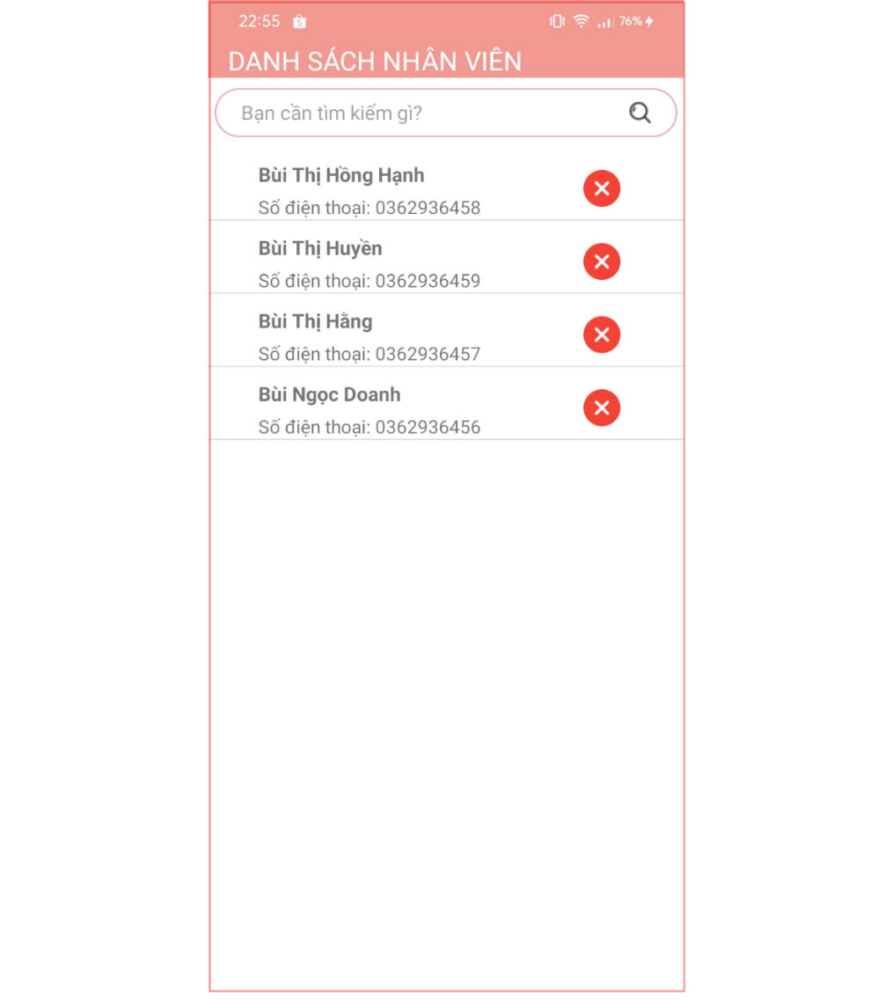 22:55 76%
DANH SÁCH NHÂN VIÊN
Bạn cần tìm kiếm gì?
Bùi Thị Hồng Hạnh
Số điện thoại: 0362936458
Bùi Thị Huyền
Số điện thoại: 0362936459
Bùi Thị Hằng
Số điện thoại: 0362936457
Bùi Ngọc Doanh
Số điện thoại: 0362936456